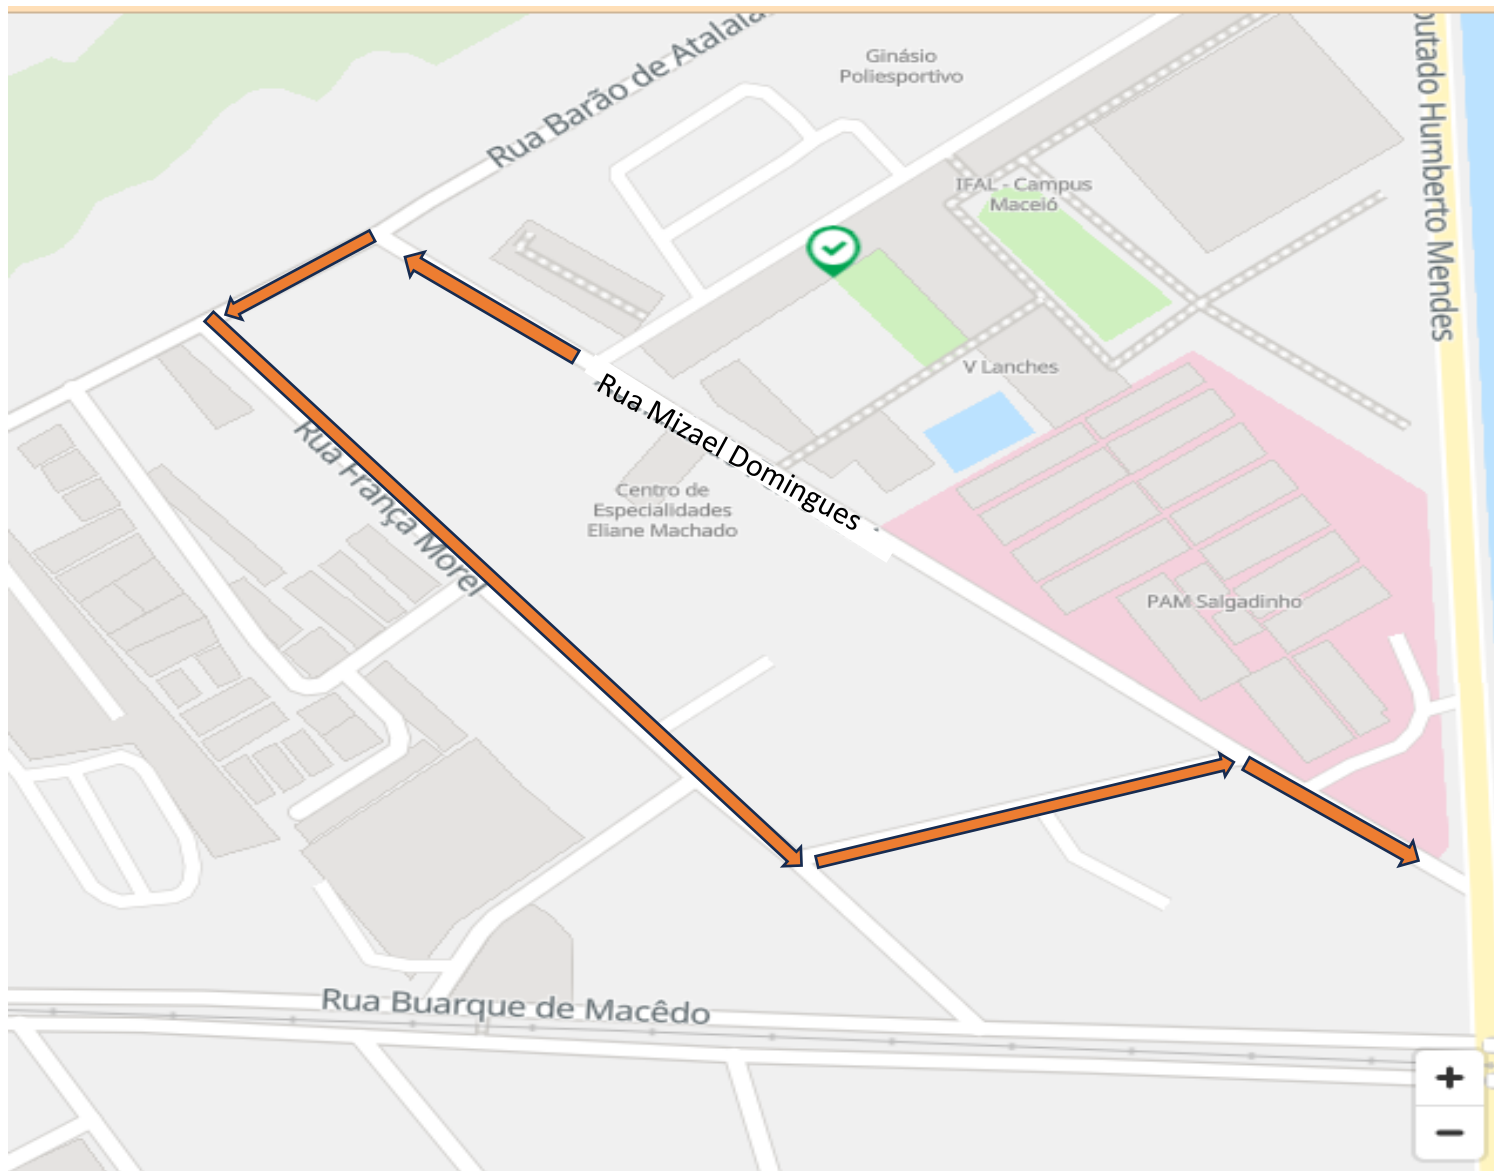 Rua Barão de Atalaia
Ginásio
Poliesportivo
IFAL - Campus
Maceió
Humberto Mendes
V Lanches
Rua Mizael Domingues
Rua França Morel
Centro de
Especialidades
Eliane Machado
PAM Salgadinho
Rua Buarque de Macêdo
+
−